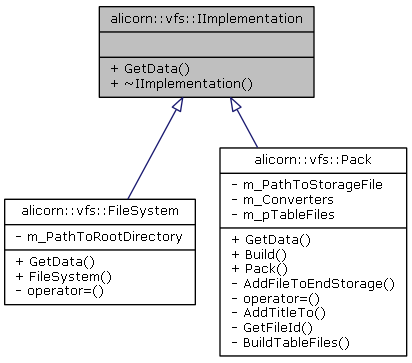 alicorn::vfs::IImplementation
+ GetData()
+ ~IImplementation()
alicorn::vfs::FileSystem
- m_PathToRootDirectory
+ GetData()
+ FileSystem()
- operator=()
alicorn::vfs::Pack
- m_PathToStorageFile
- m_Converters
- m_pTableFiles
+ GetData()
+ Build()
+ Pack()
- AddFileToEndStorage()
- operator=()
- AddTitleTo()
- GetFileId()
- BuildTableFiles()